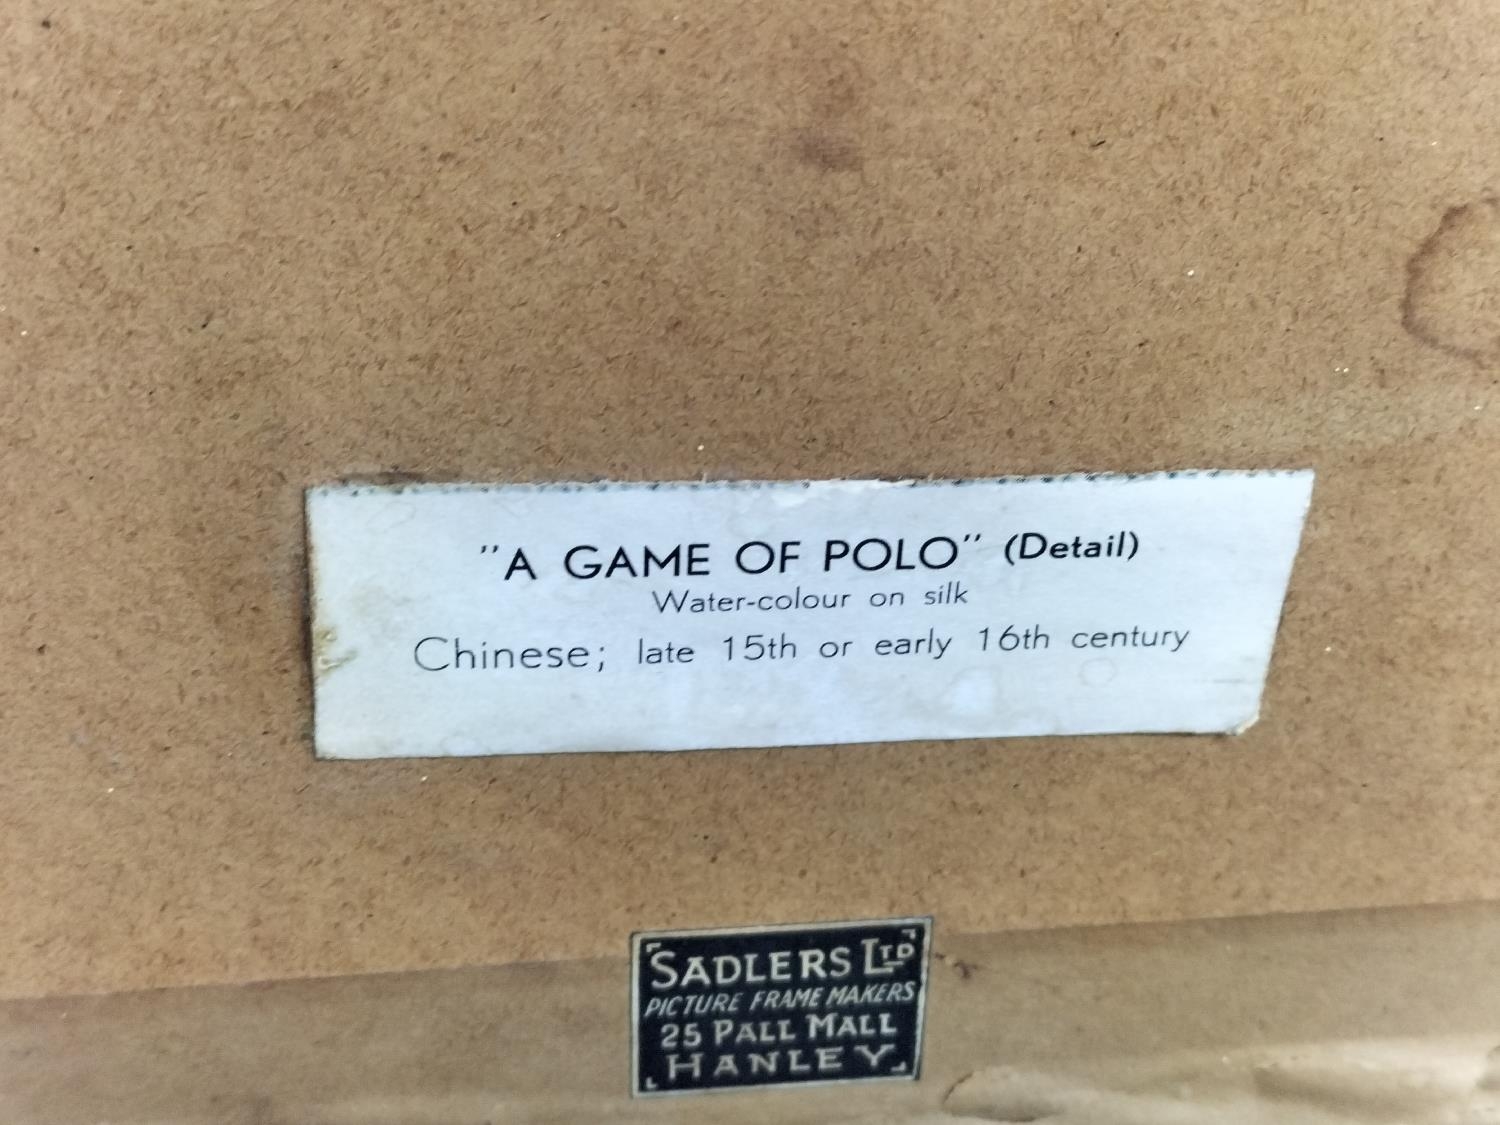 "A GAME OF POLO" (Detail)
Water-colour on silk
Chinese; late 15th or early 16th century
SADLERS LTD
PICTURE FRAME MAKERS
25 PALL MALL
HANLEY